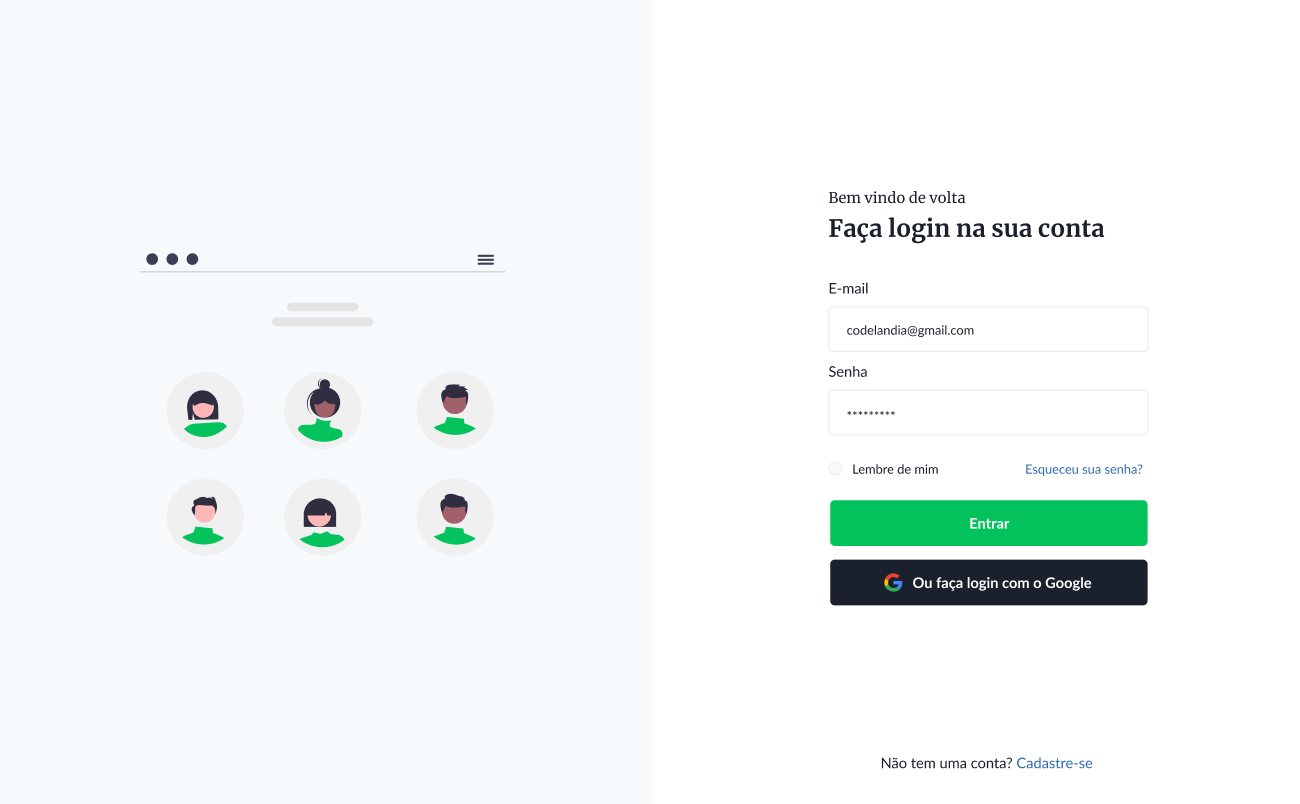 Bem vindo de volta
Faça login na sua conta
E-mail
codelandia@gmail.com
Senha
*********
Lembre de mim
Esqueceu sua senha?
Entrar
Ou faça login com o Google
Não tem uma conta? Cadastre-se